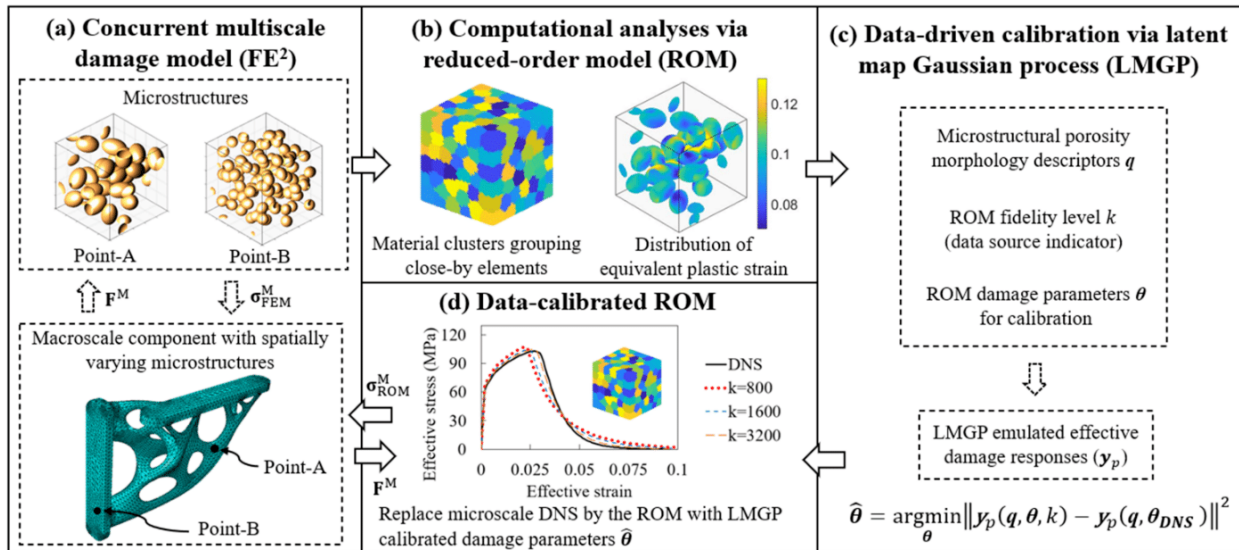 (a) Concurrent multiscale
damage model (FE²)
Microstructures
Point-A
Point-B
F^M
σ^M_FEM
Macroscale component with spatially
varying microstructures
Point-A
Point-B
(b) Computational analyses via
reduced-order model (ROM)
0.12
0.1
0.08
Material clusters grouping
close-by elements
Distribution of
equivalent plastic strain
σ^M_ROM
F^M
(d) Data-calibrated ROM
Effective stress (MPa)
120
90
60
30
0
0
0.025
0.05
0.075
0.1
Effective strain
DNS
k=800
k=1600
k=3200
Replace microscale DNS by the ROM with LMGP
calibrated damage parameters θ̂
(c) Data-driven calibration via latent
map Gaussian process (LMGP)
Microstructural porosity
morphology descriptors q
ROM fidelity level k
(data source indicator)
ROM damage parameters θ
for calibration
LMGP emulated effective
damage responses (y_p)
θ̂ = argmin_θ ‖y_p(q, θ, k) − y_p(q, θ_DNS)‖²